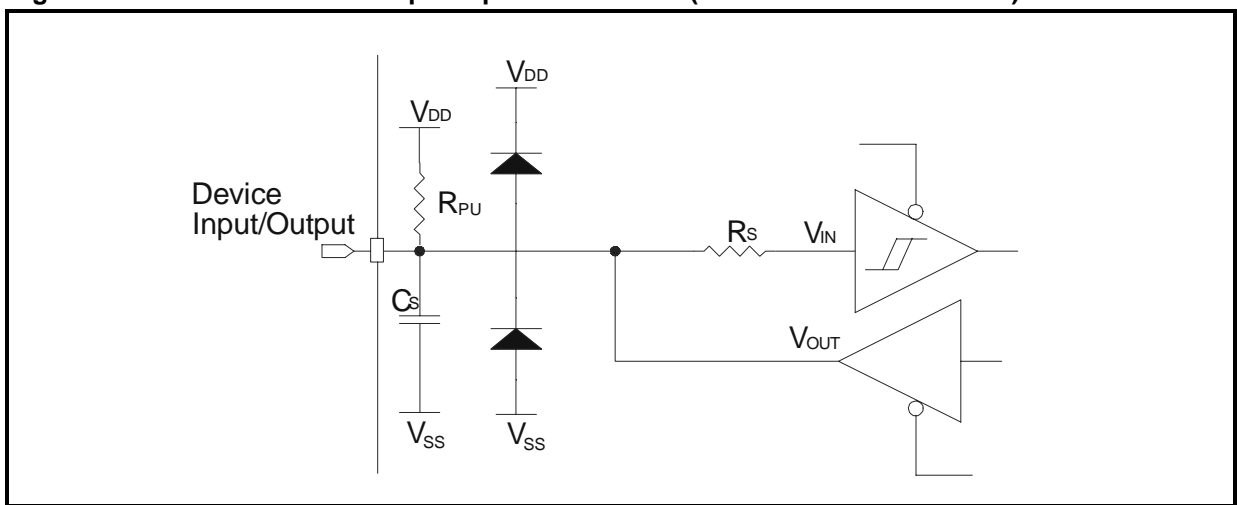 VDD
VDD
Device
Input/Output
RPU
RS
VIN
CS
VOUT
VSS
VSS